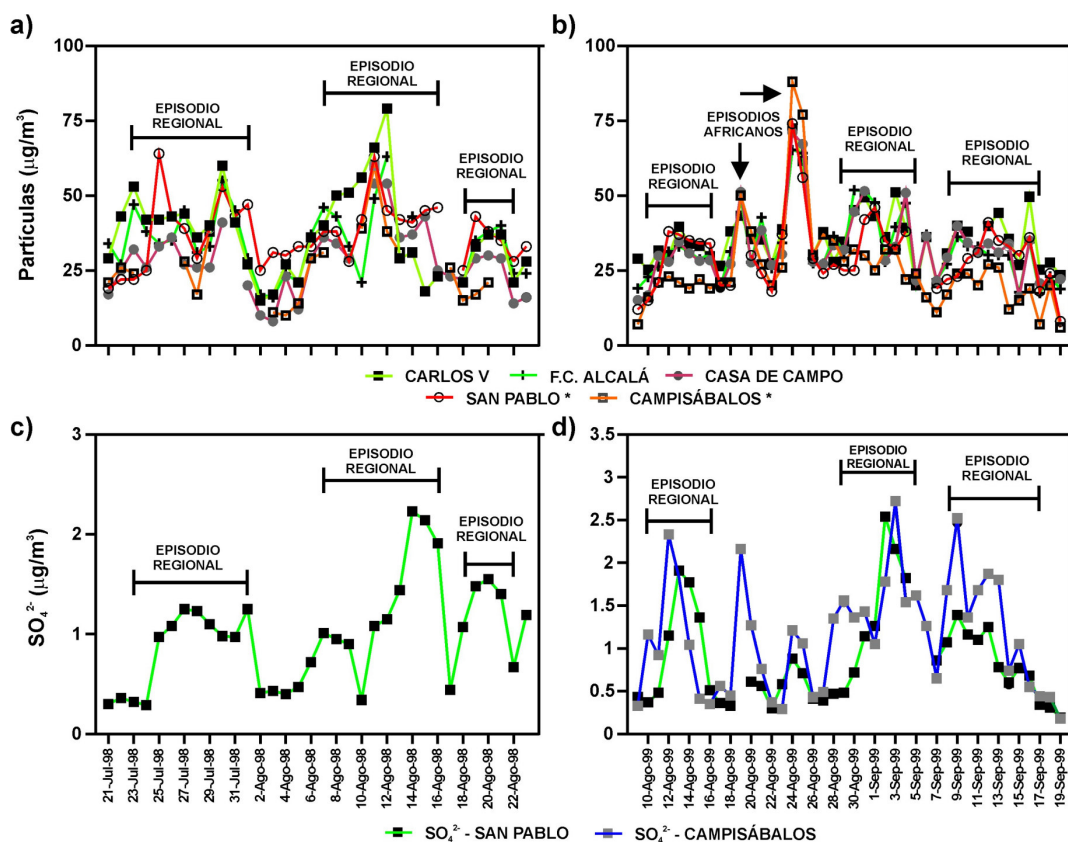 a)
b)
Partículas (µg/m³)
100
75
50
25
0
EPISODIO
REGIONAL
EPISODIO
REGIONAL
EPISODIO
REGIONAL
100
75
50
25
0
EPISODIO
REGIONAL
EPISODIOS
AFRICANOS
EPISODIO
REGIONAL
EPISODIO
REGIONAL
CARLOS V
F.C. ALCALÁ
CASA DE CAMPO
SAN PABLO *
CAMPISÁBALOS *
c)
d)
SO₄²⁻ (µg/m³)
3
2
1
0
EPISODIO
REGIONAL
EPISODIO
REGIONAL
EPISODIO
REGIONAL
21-Jul-98
23-Jul-98
25-Jul-98
27-Jul-98
29-Jul-98
31-Jul-98
2-Ago-98
4-Ago-98
6-Ago-98
8-Ago-98
10-Ago-98
12-Ago-98
14-Ago-98
16-Ago-98
18-Ago-98
20-Ago-98
22-Ago-98
3.5
3
2.5
2
1.5
1
0.5
0
EPISODIO
REGIONAL
EPISODIO
REGIONAL
EPISODIO
REGIONAL
10-Ago-99
12-Ago-99
14-Ago-99
16-Ago-99
18-Ago-99
20-Ago-99
22-Ago-99
24-Ago-99
26-Ago-99
28-Ago-99
30-Ago-99
1-Sep-99
3-Sep-99
5-Sep-99
7-Sep-99
9-Sep-99
11-Sep-99
13-Sep-99
15-Sep-99
17-Sep-99
19-Sep-99
SO₄²⁻ - SAN PABLO
SO₄²⁻ - CAMPISÁBALOS